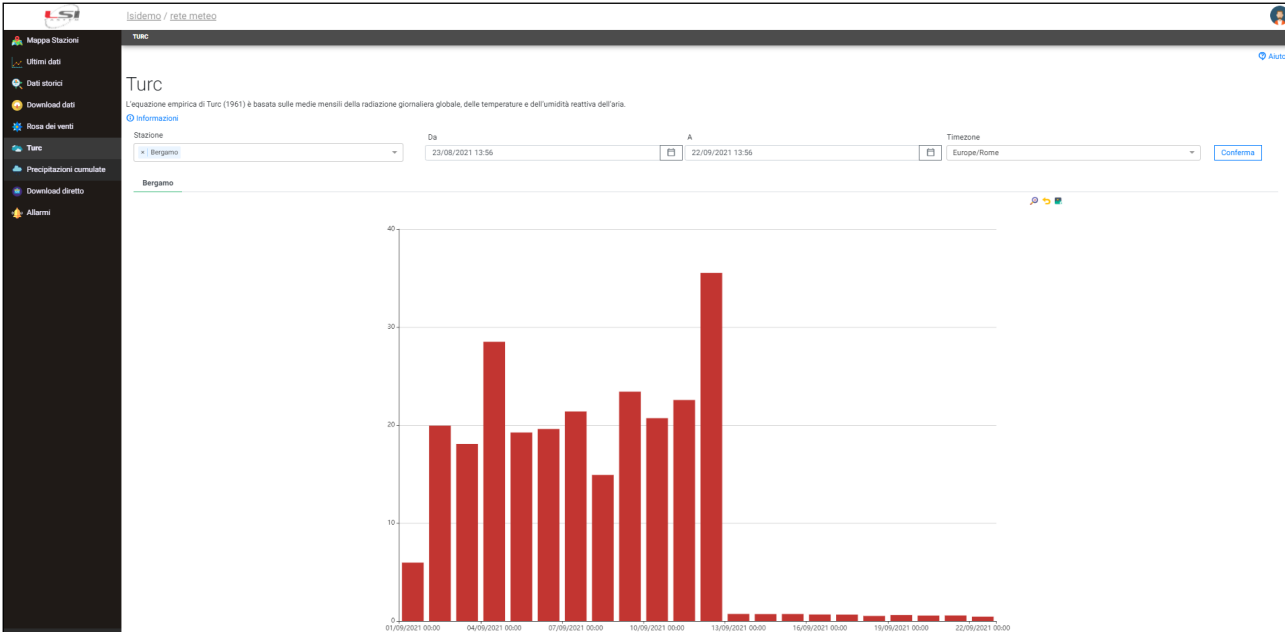 LSI
lsidemo / rete meteo
Mappa Stazioni
Ultimi dati
Dati storici
Download dati
Rosa dei venti
Turc
Precipitazioni cumulate
Download diretto
Allarmi
TURC
Aiuto
Turc
L'equazione empirica di Turc (1961) è basata sulle medie mensili della radiazione giornaliera globale, delle temperature e dell'umidità reattiva dell'aria.
Informazioni
Stazione Da A Timezone
× Bergamo 23/08/2021 13:56 22/09/2021 13:56 Europe/Rome Conferma
Bergamo
40
30
20
10
0
01/09/2021 00:00 04/09/2021 00:00 07/09/2021 00:00 10/09/2021 00:00 13/09/2021 00:00 16/09/2021 00:00 19/09/2021 00:00 22/09/2021 00:00